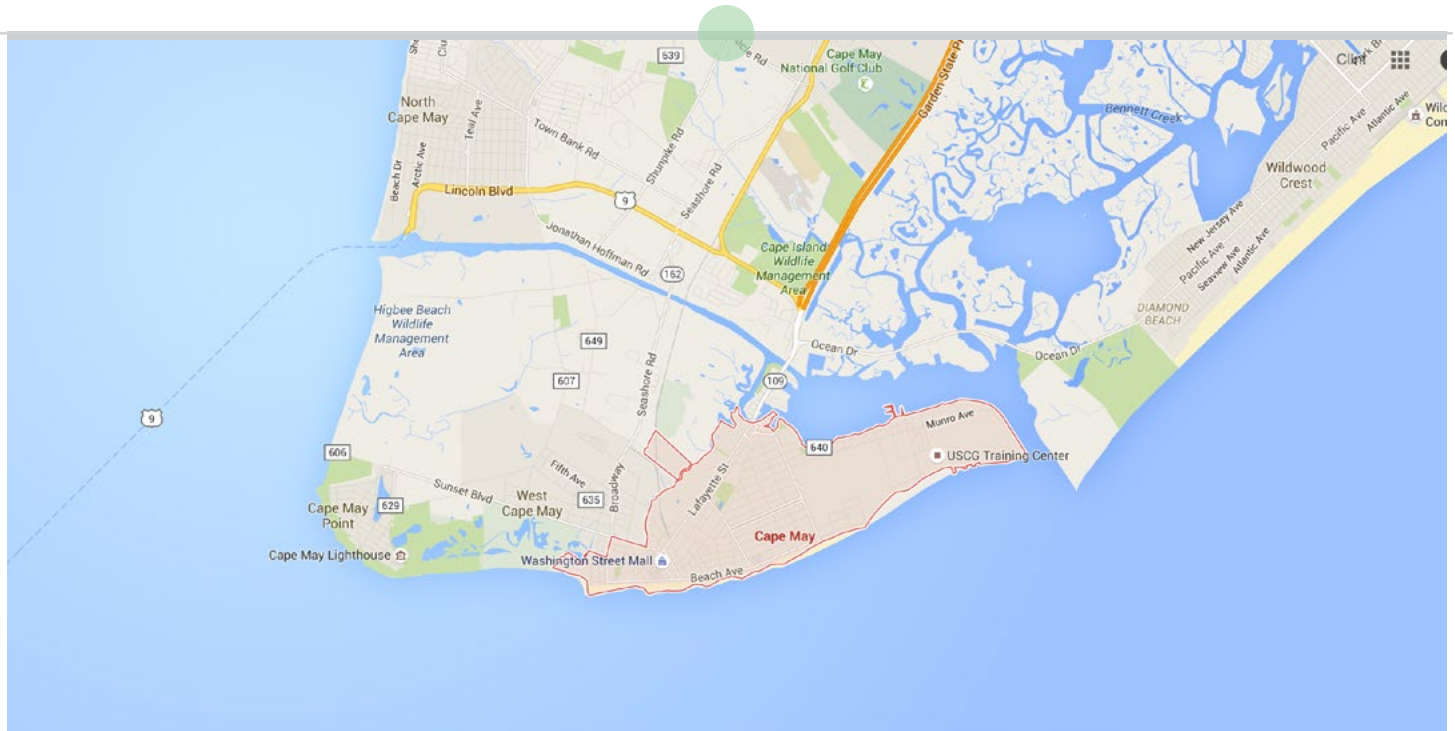 639
Cape May
National Golf Club
Garden State
Clint
North
Cape May
Teal Ave
Town Bank Rd
Shunpike Rd
Seashore Rd
Beach Dr
Arctic Ave
Lincoln Blvd
9
Jonathan Hoffman Rd
162
Cape Island
Wildlife
Management
Area
Bennett Creek
Pacific Ave
Atlantic Ave
Wildwood
Crest
New Jersey Ave
Pacific Ave
Seaview Ave
Atlantic Ave
DIAMOND
BEACH
Ocean Dr
Ocean Dr
Higbee Beach
Wildlife
Management
Area
649
607
Seashore Rd
109
9
606
640
Munro Ave
USCG Training Center
Fifth Ave
Broadway
Lafayette St
Sunset Blvd
West
Cape May
635
629
Cape May
Point
Cape May Lighthouse
Washington Street Mall
Cape May
Beach Ave